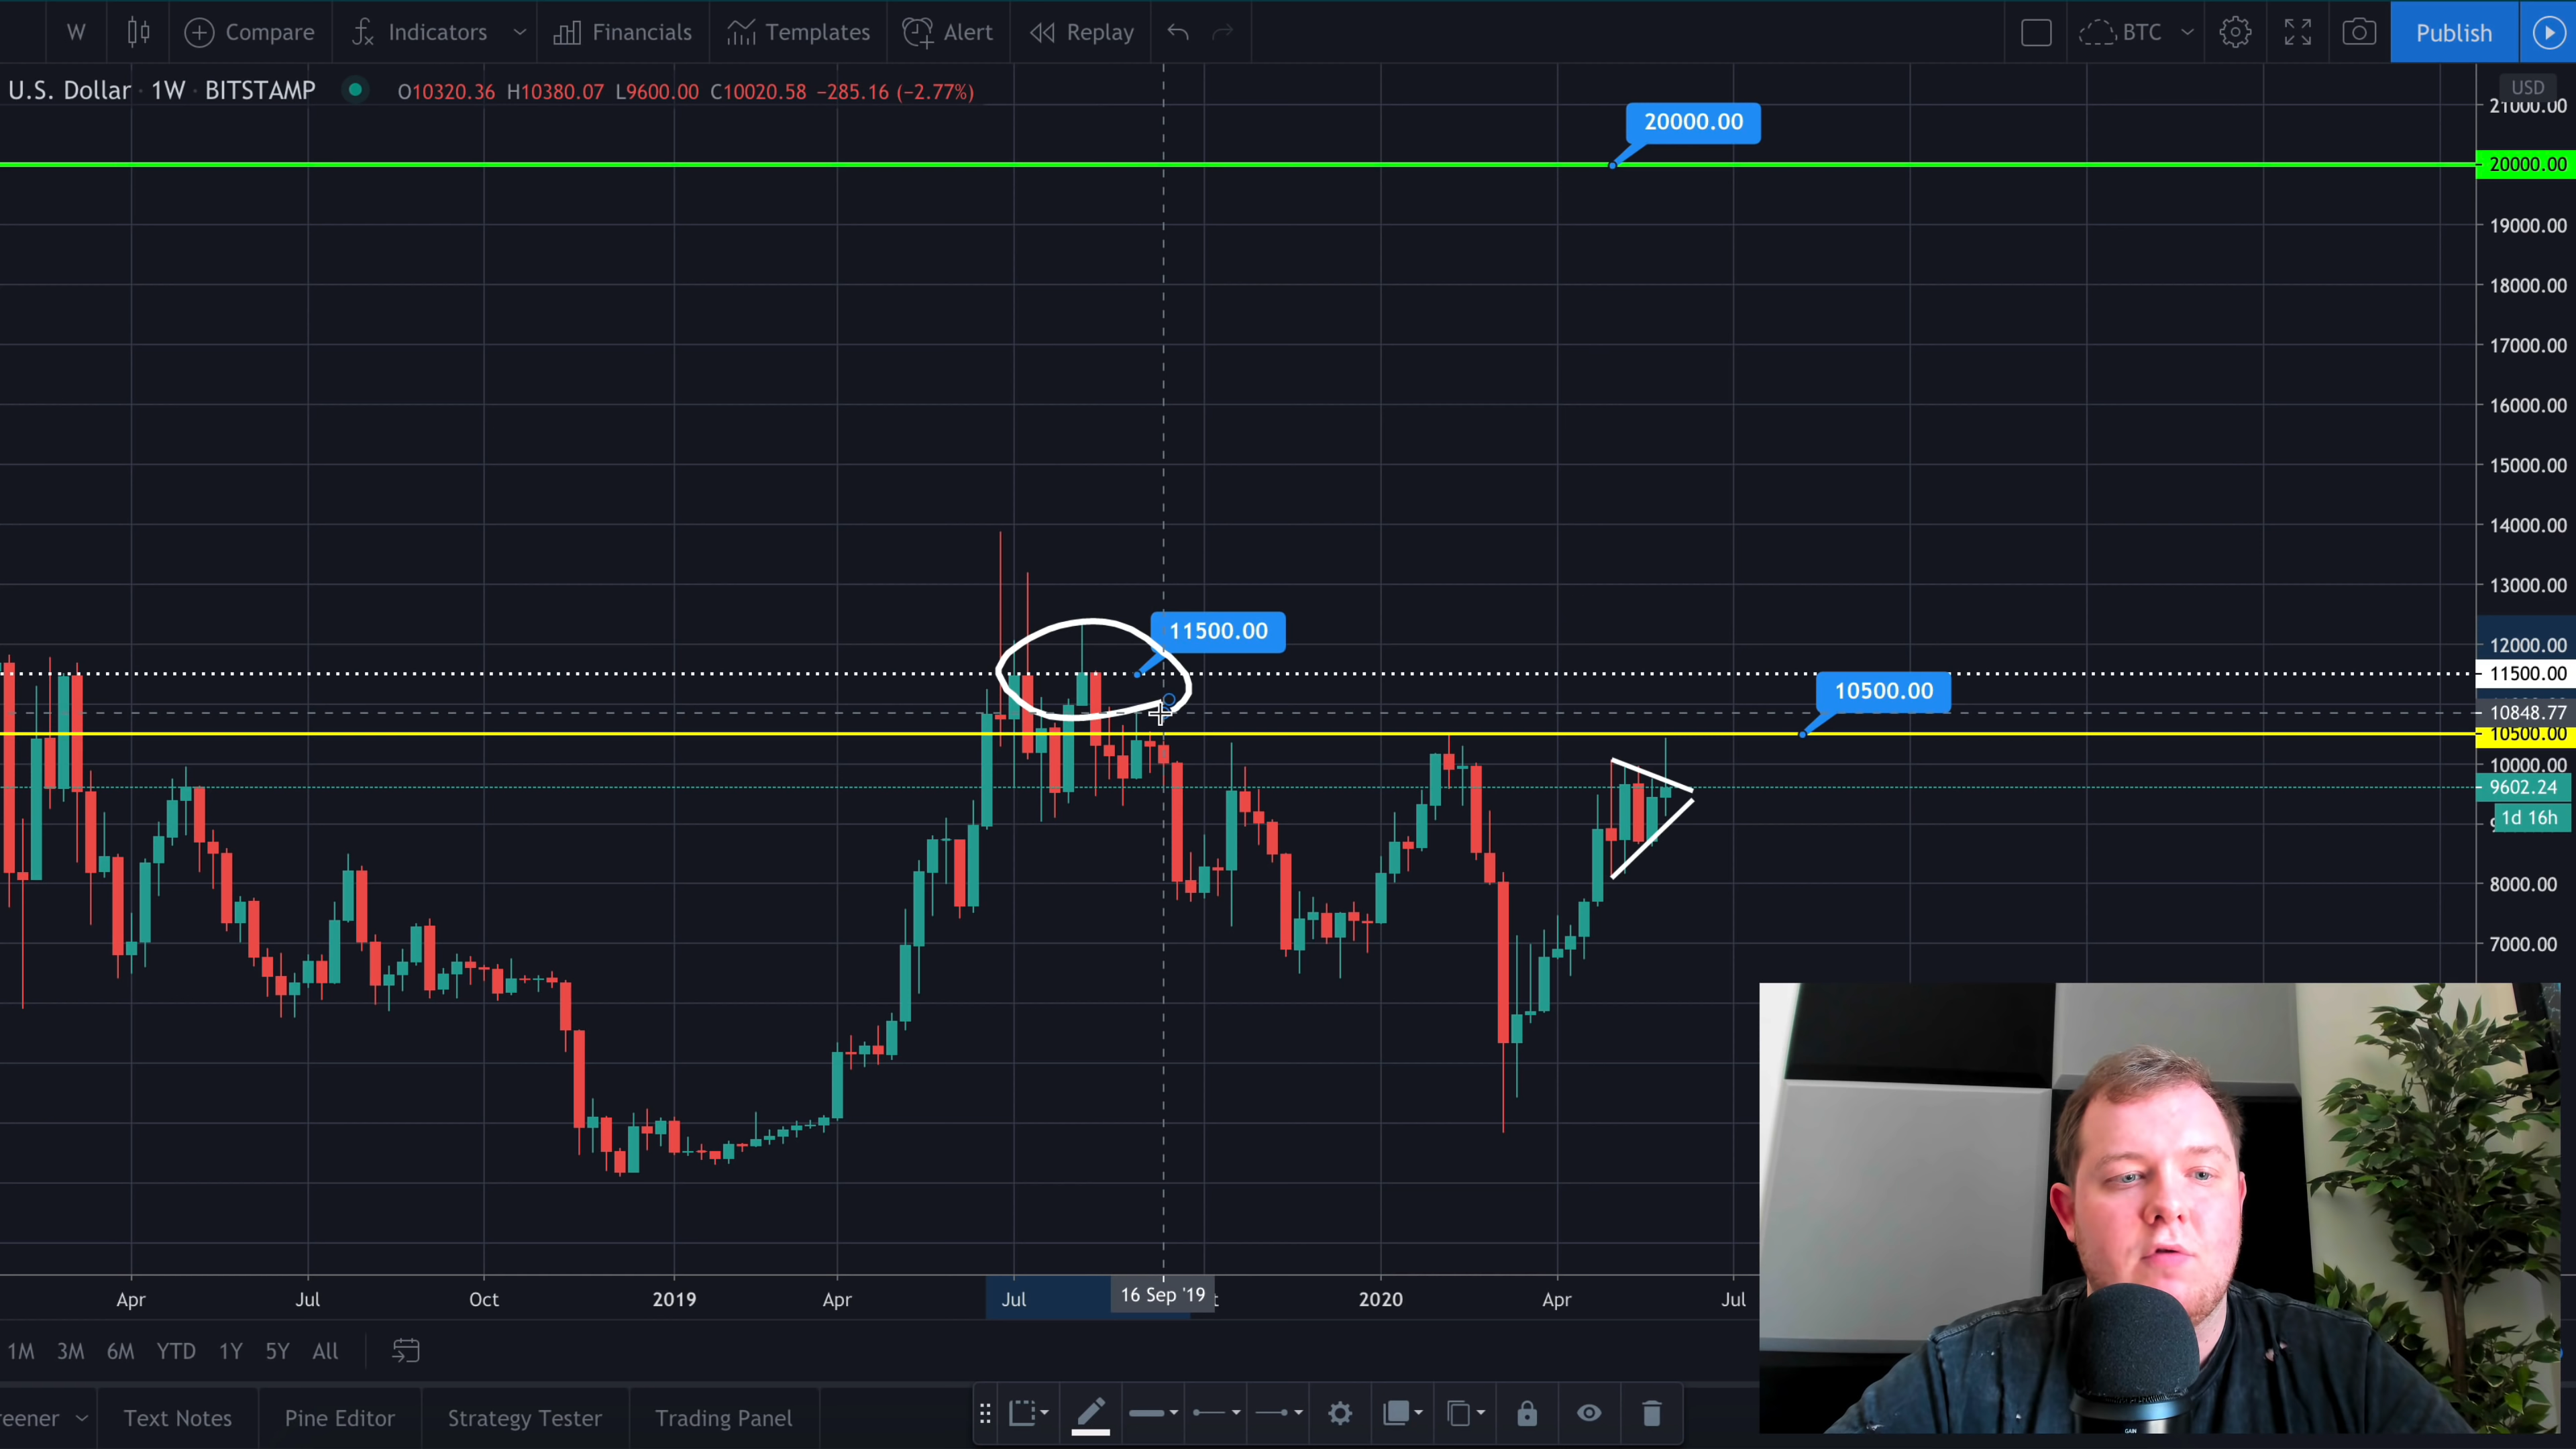 W Compare Indicators Financials Templates Alert Replay BTC Publish
U.S. Dollar · 1W · BITSTAMP O10320.36 H10380.07 L9600.00 C10020.58 −285.16 (−2.77%)
USD
21000.00
20000.00
20000.00
19000.00
18000.00
17000.00
16000.00
15000.00
14000.00
13000.00
11500.00
12000.00
11500.00
10500.00
10848.77
10500.00
10000.00
9602.24
1d 16h
8000.00
7000.00
Apr Jul Oct 2019 Apr Jul 16 Sep '19 2020 Apr Jul
1M 3M 6M YTD 1Y 5Y All
eener Text Notes Pine Editor Strategy Tester Trading Panel
GAIN